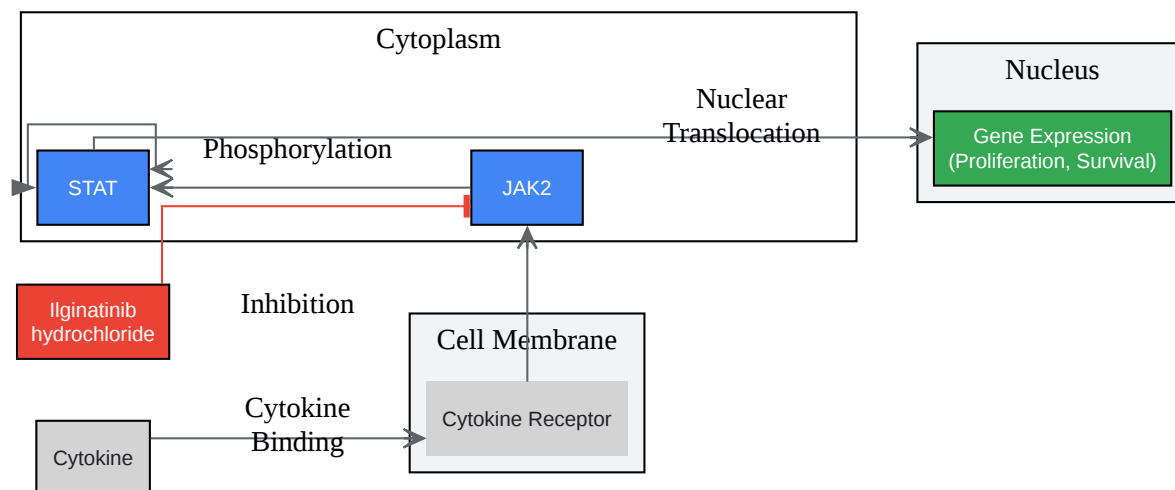 Cytoplasm
Nucleus
Nuclear
Translocation
Gene Expression
(Proliferation, Survival)
Phosphorylation
STAT
JAK2
Ilginatinib
hydrochloride
Inhibition
Cell Membrane
Cytokine
Binding
Cytokine Receptor
Cytokine